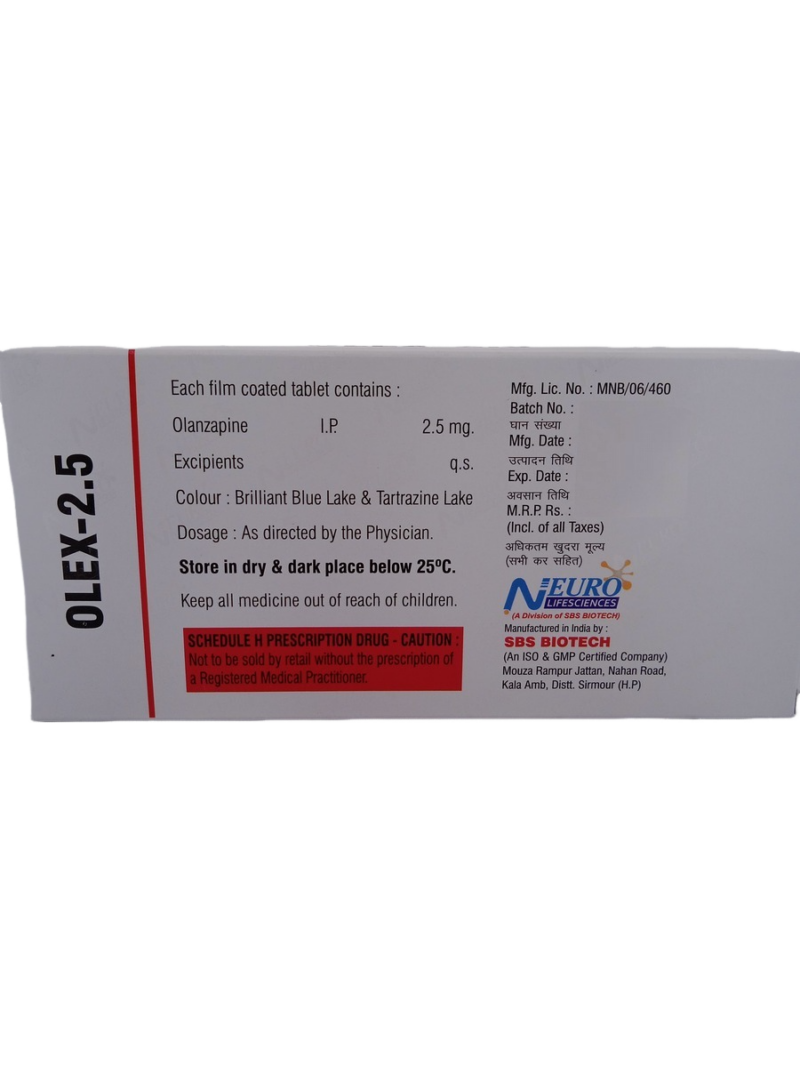 OLEX-2.5
Each film coated tablet contains :
Olanzapine I.P. 2.5 mg.
Excipients q.s.
Colour : Brilliant Blue Lake & Tartrazine Lake
Dosage : As directed by the Physician.
Store in dry & dark place below 25ºC.
Keep all medicine out of reach of children.
SCHEDULE H PRESCRIPTION DRUG - CAUTION :
Not to be sold by retail without the prescription of
a Registered Medical Practitioner.
Mfg. Lic. No. : MNB/06/460
Batch No. :
घान संख्या
Mfg. Date :
उत्पादन तिथि
Exp. Date :
अवसान तिथि
M.R.P. Rs. :
(Incl. of all Taxes)
अधिकतम खुदरा मूल्य
(सभी कर सहित)
NEURO
LIFESCIENCES
(A Division of SBS BIOTECH)
Manufactured in India by :
SBS BIOTECH
(An ISO & GMP Certified Company)
Mouza Rampur Jattan, Nahan Road,
Kala Amb, Distt. Sirmour (H.P)